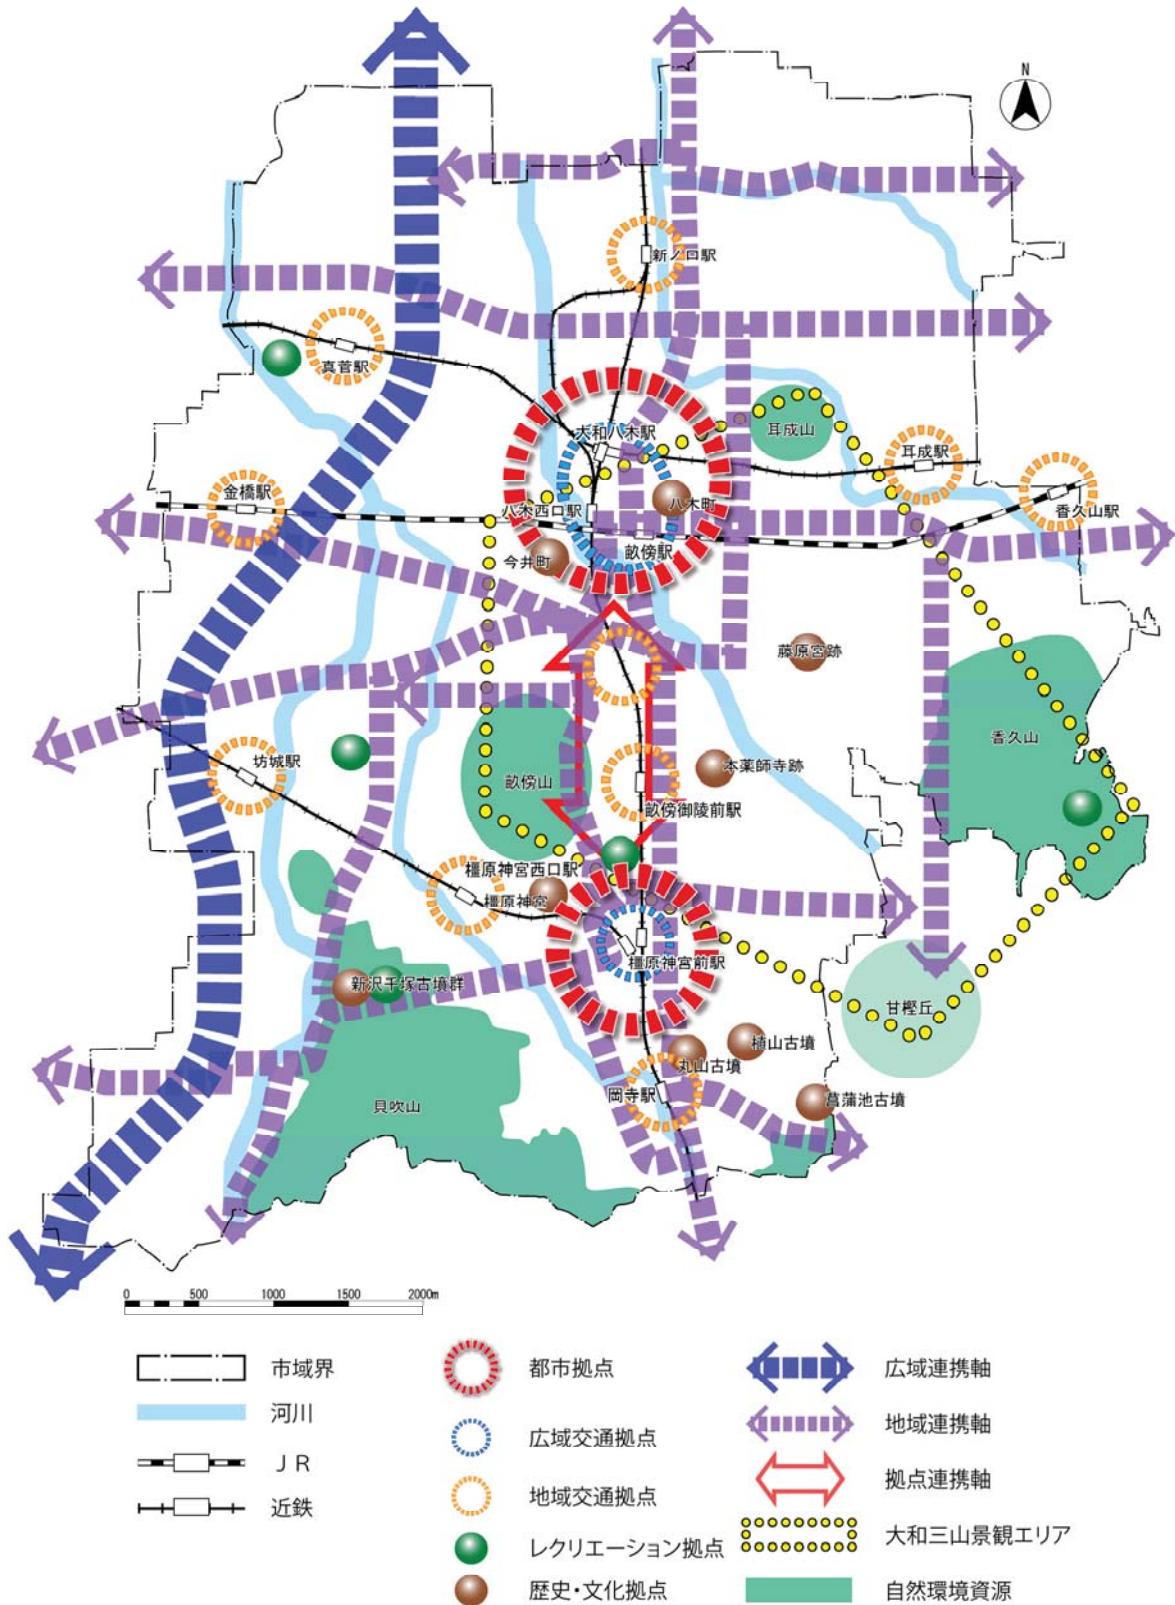 N
新ノ口駅
真菅駅
大和八木駅
耳成山
耳成駅
金橋駅
八木町
八木西口駅
香久山駅
畝傍駅
今井町
藤原宮跡
香久山
坊城駅
本薬師寺跡
畝傍山
畝傍御陵前駅
橿原神宮西口駅
橿原神宮
橿原神宮前駅
新沢千塚古墳群
甘樫丘
植山古墳
丸山古墳
岡寺駅
菖蒲池古墳
貝吹山
0 500 1000 1500 2000m
市域界
都市拠点
広域連携軸
河川
広域交通拠点
地域連携軸
ＪＲ
地域交通拠点
拠点連携軸
近鉄
レクリエーション拠点
大和三山景観エリア
歴史・文化拠点
自然環境資源